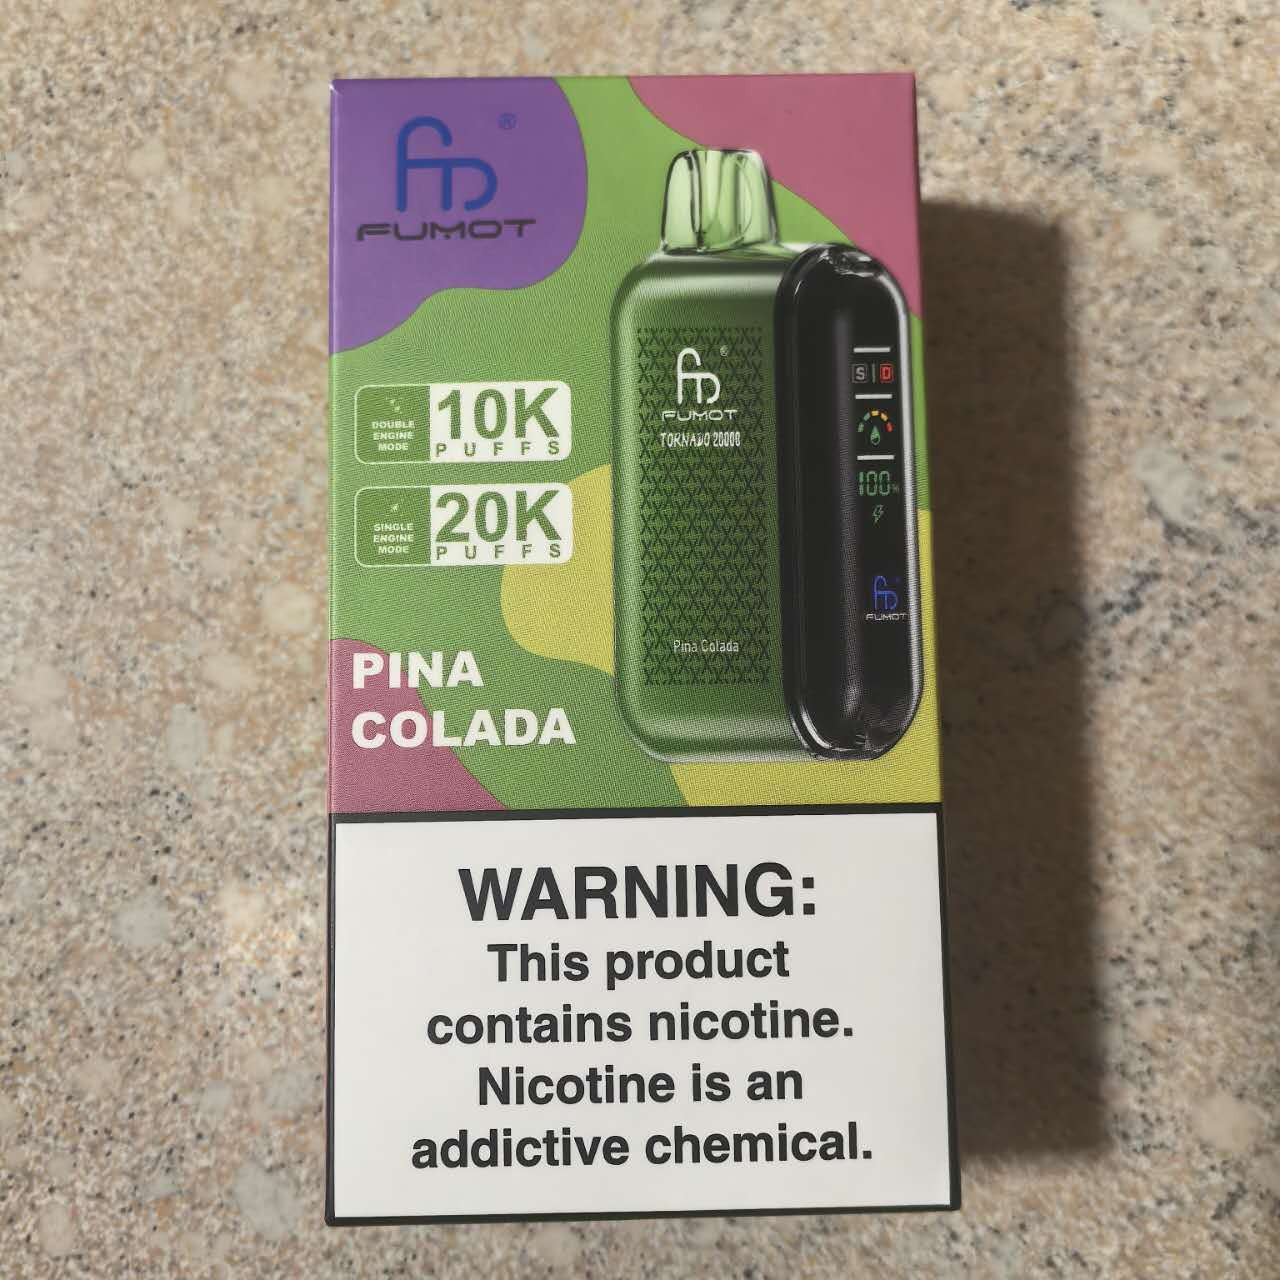 ®
FUMOT
DOUBLE
ENGINE
MODE
10K
PUFFS
SINGLE
ENGINE
MODE
20K
PUFFS
PINA
COLADA
®
FUMOT
TORNADO 20000
Pina Colada
S | D
100%
FUMOT
WARNING:
This product
contains nicotine.
Nicotine is an
addictive chemical.